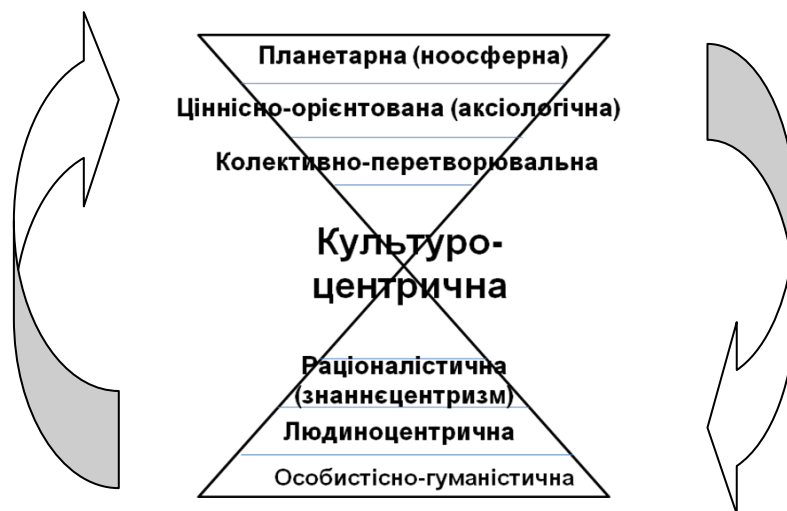 Планетарна (ноосферна)
Ціннісно-орієнтована (аксіологічна)
Колективно-перетворювальна
Культуро-
центрична
Раціоналістична
(знаннєцентризм)
Людиноцентрична
Особистісно-гуманістична